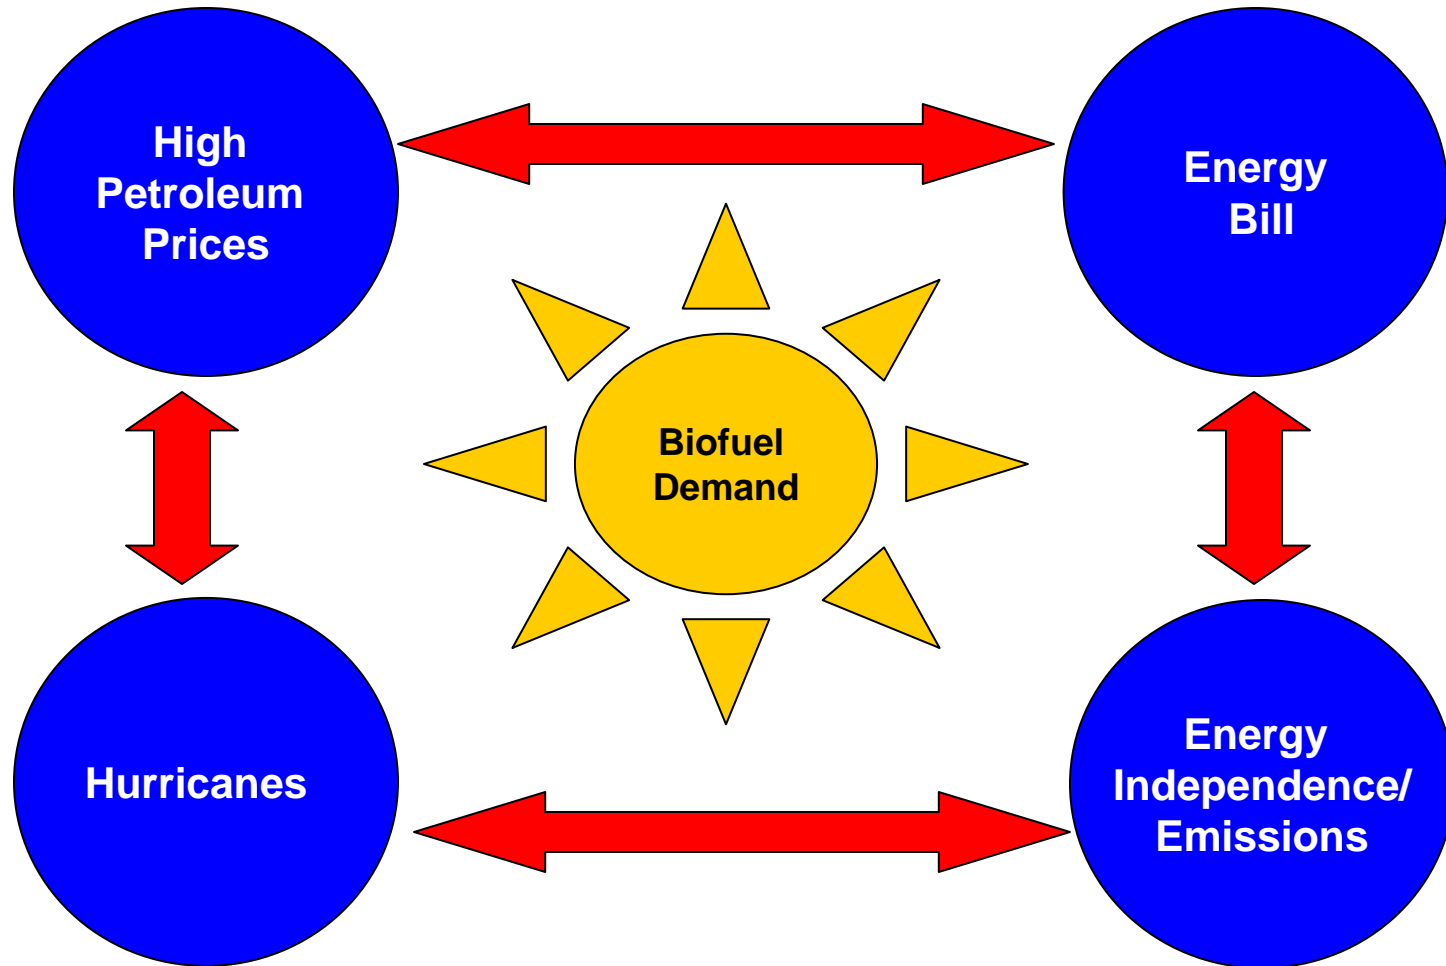 High
Petroleum
Prices
Energy
Bill
Biofuel
Demand
Hurricanes
Energy
Independence/
Emissions